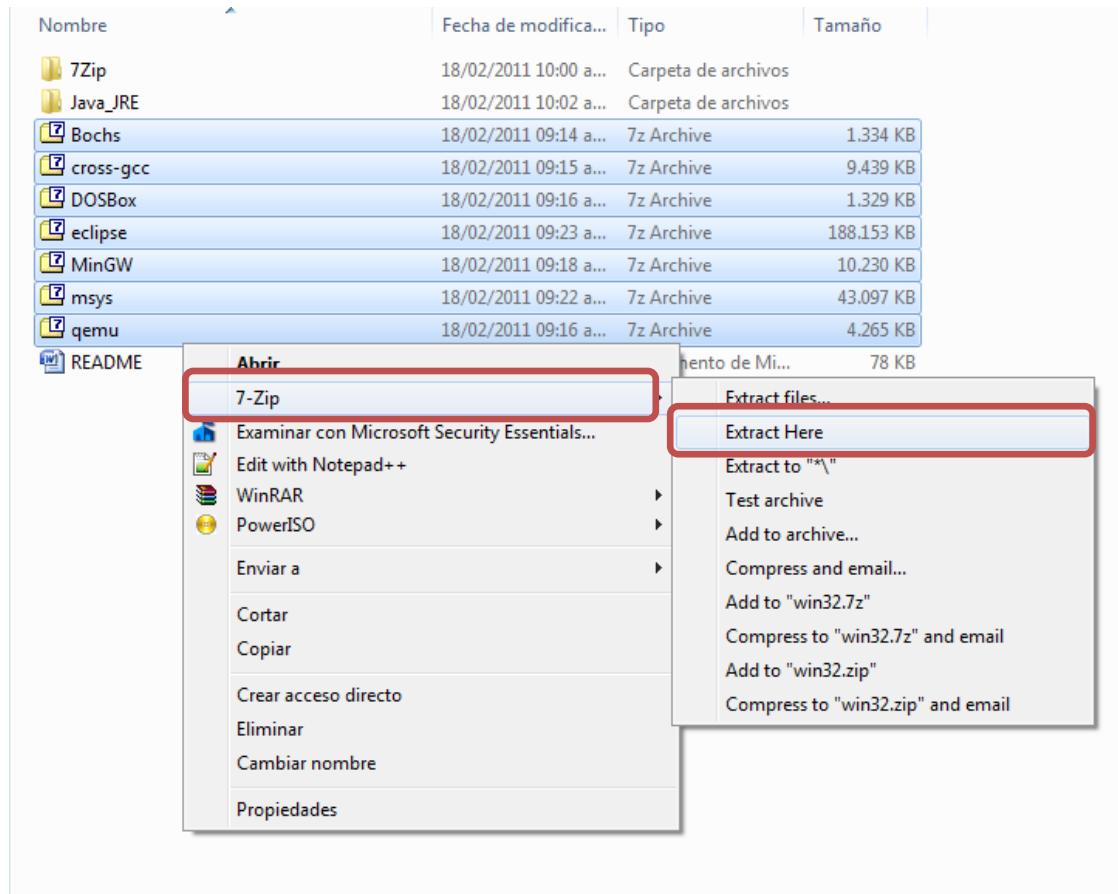 Nombre Fecha de modifica... Tipo Tamaño
7Zip 18/02/2011 10:00 a... Carpeta de archivos
Java_JRE 18/02/2011 10:02 a... Carpeta de archivos
Bochs 18/02/2011 09:14 a... 7z Archive 1.334 KB
cross-gcc 18/02/2011 09:15 a... 7z Archive 9.439 KB
DOSBox 18/02/2011 09:16 a... 7z Archive 1.329 KB
eclipse 18/02/2011 09:23 a... 7z Archive 188.153 KB
MinGW 18/02/2011 09:18 a... 7z Archive 10.230 KB
msys 18/02/2011 09:22 a... 7z Archive 43.097 KB
qemu 18/02/2011 09:16 a... 7z Archive 4.265 KB
README mento de Mi... 78 KB
Abrir
7-Zip
Examinar con Microsoft Security Essentials...
Edit with Notepad++
WinRAR
PowerISO
Enviar a
Cortar
Copiar
Crear acceso directo
Eliminar
Cambiar nombre
Propiedades
Extract files...
Extract Here
Extract to "*\"
Test archive
Add to archive...
Compress and email...
Add to "win32.7z"
Compress to "win32.7z" and email
Add to "win32.zip"
Compress to "win32.zip" and email